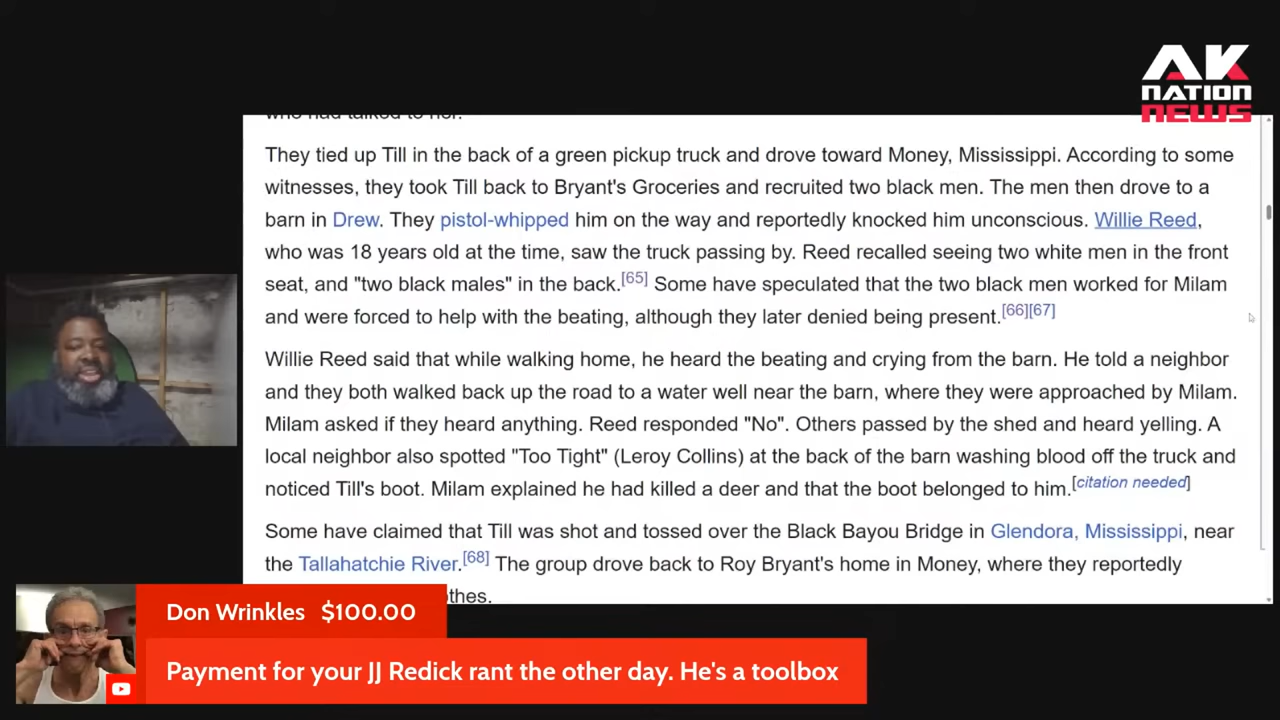 AK
NATION
NEWS
who had talked to her.
They tied up Till in the back of a green pickup truck and drove toward Money, Mississippi. According to some
witnesses, they took Till back to Bryant's Groceries and recruited two black men. The men then drove to a
barn in Drew. They pistol-whipped him on the way and reportedly knocked him unconscious. Willie Reed,
who was 18 years old at the time, saw the truck passing by. Reed recalled seeing two white men in the front
seat, and "two black males" in the back.[65] Some have speculated that the two black men worked for Milam
and were forced to help with the beating, although they later denied being present.[66][67]
Willie Reed said that while walking home, he heard the beating and crying from the barn. He told a neighbor
and they both walked back up the road to a water well near the barn, where they were approached by Milam.
Milam asked if they heard anything. Reed responded "No". Others passed by the shed and heard yelling. A
local neighbor also spotted "Too Tight" (Leroy Collins) at the back of the barn washing blood off the truck and
noticed Till's boot. Milam explained he had killed a deer and that the boot belonged to him.[citation needed]
Some have claimed that Till was shot and tossed over the Black Bayou Bridge in Glendora, Mississippi, near
the Tallahatchie River.[68] The group drove back to Roy Bryant's home in Money, where they reportedly
othes.
Don Wrinkles $100.00
Payment for your JJ Redick rant the other day. He's a toolbox